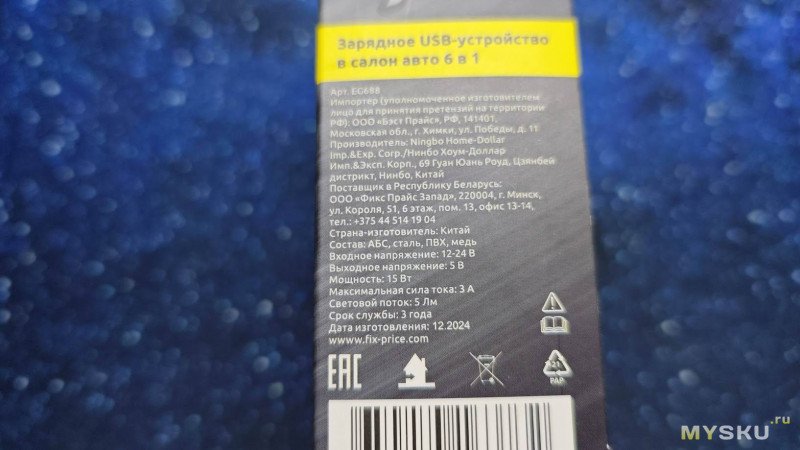 Зарядное USB-устройство
в салон авто 6 в 1
Арт. EG688
Импортер (уполномоченное изготовителем
лицо для принятия претензий на территории
РФ): ООО «Бэст Прайс», РФ, 141401,
Московская обл., г. Химки, ул. Победы, д. 11
Производитель: Ningbo Home-Dollar
Imp.&Exp. Corp./Нинбо Хоум-Доллар
Имп.&Эксп. Корп., 69 Гуан Юань Роуд, Цзянбей
дистрикт, Нинбо, Китай
Поставщик в Республику Беларусь:
ООО «Фикс Прайс Запад», 220004, г. Минск,
ул. Короля, 51, 6 этаж, пом. 13, офис 13-14,
тел.: +375 44 514 19 04
Страна-изготовитель: Китай
Состав: АБС, сталь, ПВХ, медь
Входное напряжение: 12-24 В
Выходное напряжение: 5 В
Мощность: 15 Вт
Максимальная сила тока: 3 А
Световой поток: 5 Лм
Срок службы: 3 года
Дата изготовления: 12.2024
www.fix-price.com
EAC
21
PAP
MYSKU.ru